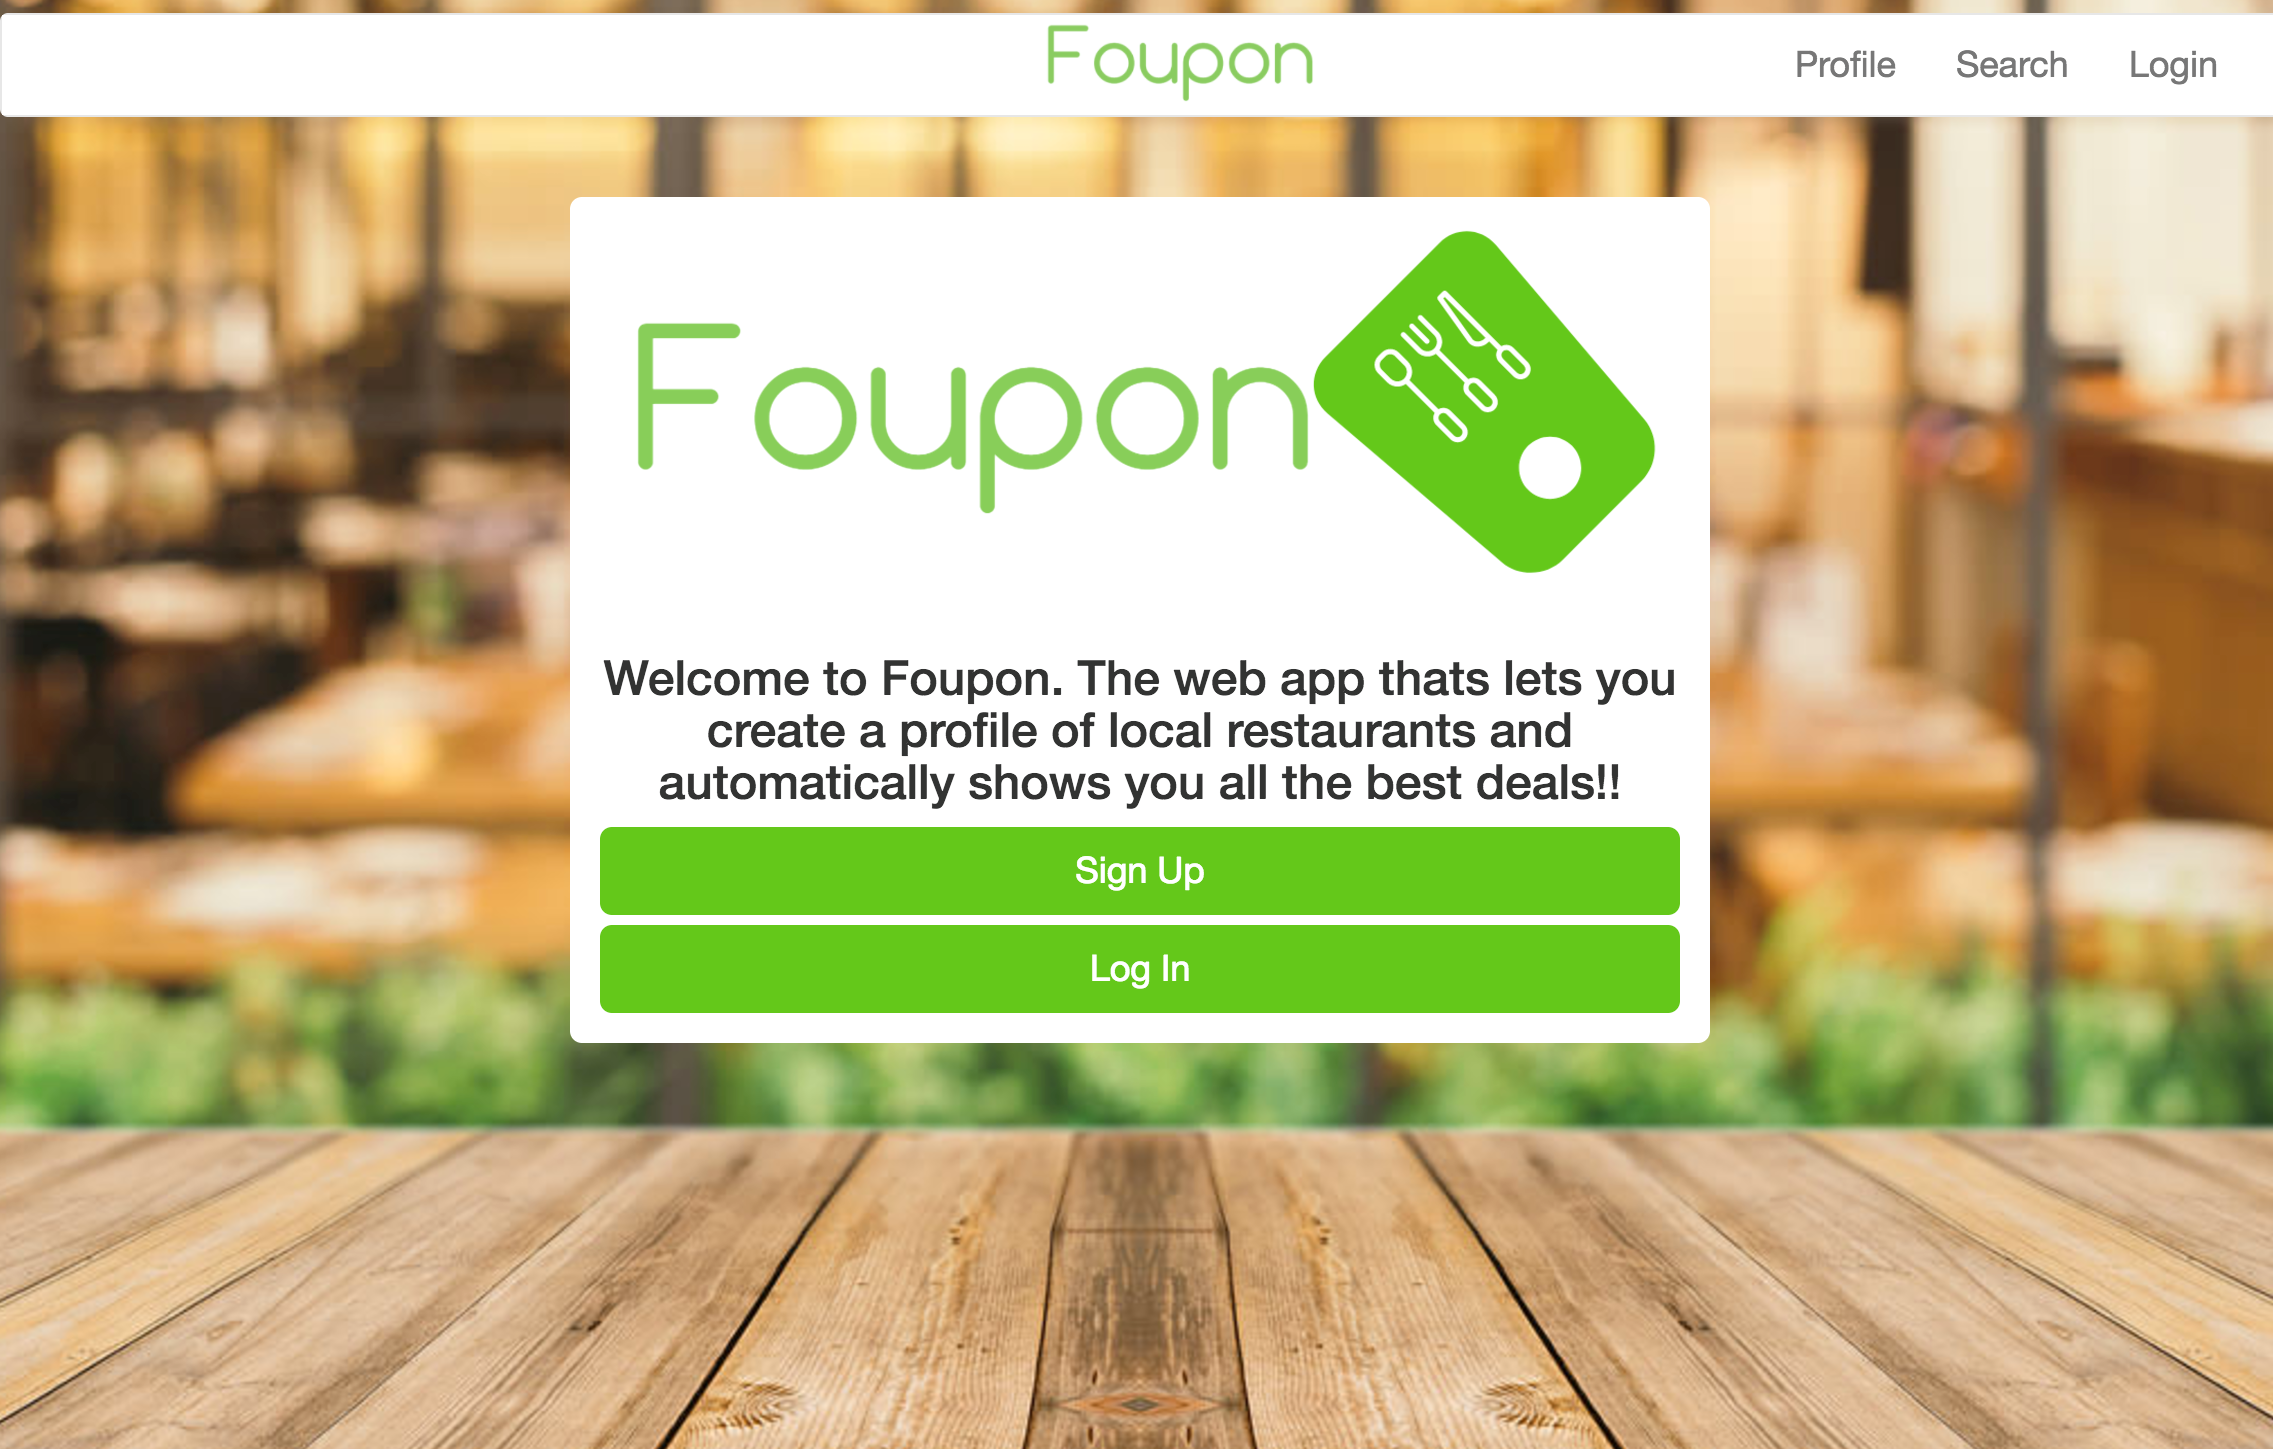 Foupon
Profile Search Login
Foupon
Welcome to Foupon. The web app thats lets you
create a profile of local restaurants and
automatically shows you all the best deals!!
Sign Up
Log In